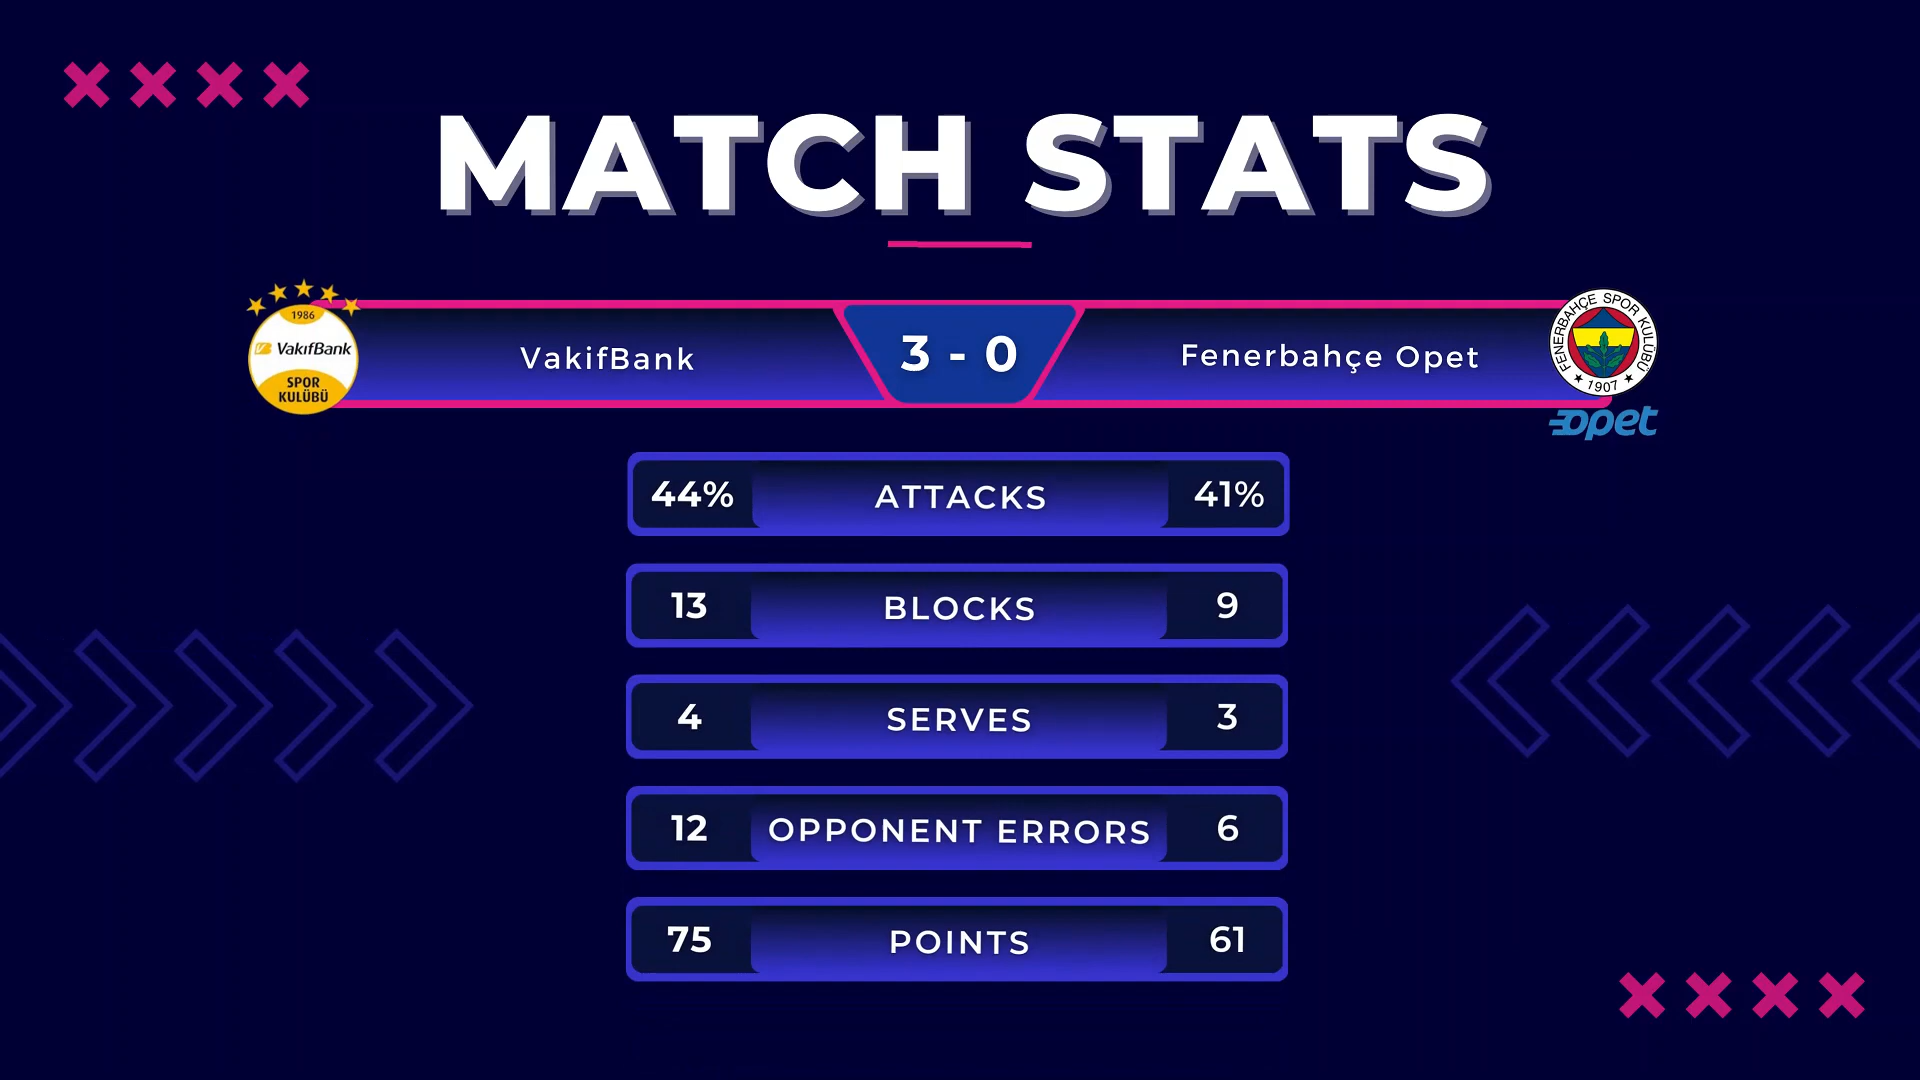 MATCH STATS
1986
VakıfBank
SPOR
KULÜBÜ
VakifBank
3 - 0
Fenerbahçe Opet
FENERBAHÇE SPOR KULÜBÜ
1907
opet
44% ATTACKS 41%
13 BLOCKS 9
4 SERVES 3
12 OPPONENT ERRORS 6
75 POINTS 61